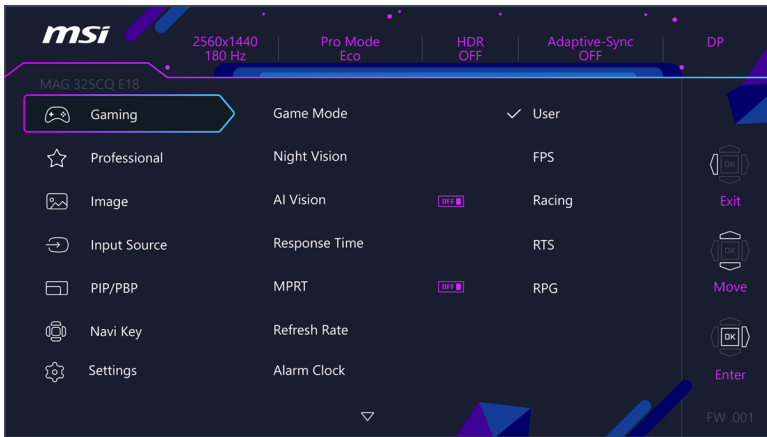 msi
2560x1440
180 Hz
Pro Mode
Eco
HDR
OFF
Adaptive-Sync
OFF
DP
MAG 325CQ E18
Gaming
Game Mode
User
Professional
Night Vision
FPS
OK
Image
AI Vision
OFF
Racing
Exit
Input Source
Response Time
RTS
OK
PIP/PBP
MPRT
OFF
RPG
Move
Navi Key
Refresh Rate
OK
Settings
Alarm Clock
Enter
FW .001